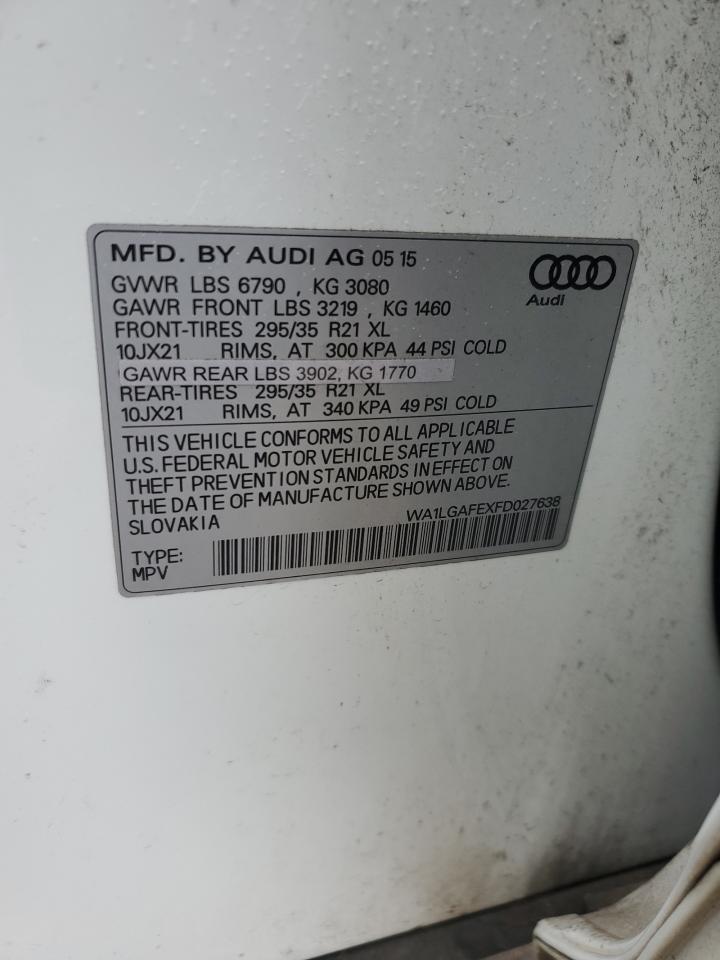 MFD. BY AUDI AG 05 15
Audi
GVWR LBS 6790 , KG 3080
GAWR FRONT LBS 3219 , KG 1460
FRONT-TIRES 295/35 R21 XL
10JX21 RIMS, AT 300 KPA 44 PSI COLD
GAWR REAR LBS 3902, KG 1770
REAR-TIRES 295/35 R21 XL
10JX21 RIMS, AT 340 KPA 49 PSI COLD
THIS VEHICLE CONFORMS TO ALL APPLICABLE
U.S. FEDERAL MOTOR VEHICLE SAFETY AND
THEFT PREVENTION STANDARDS IN EFFECT ON
THE DATE OF MANUFACTURE SHOWN ABOVE.
SLOVAKIA
WA1LGAFEXFD027638
TYPE:
MPV